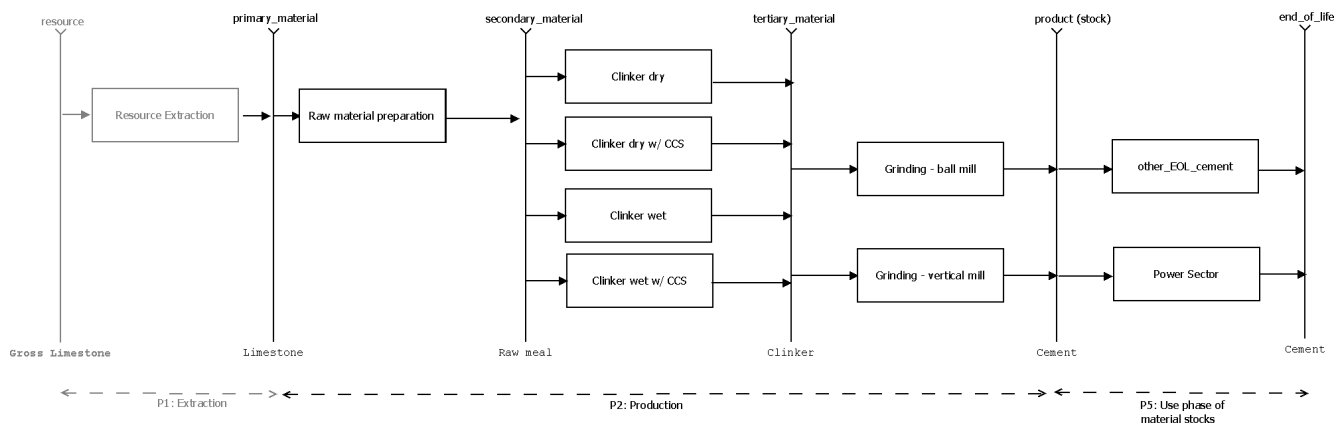 resource
primary_material
secondary_material
tertiary_material
product (stock)
end_of_life
Clinker dry
Resource Extraction
Raw material preparation
Clinker dry w/ CCS
Grinding - ball mill
other_EOL_cement
Clinker wet
Clinker wet w/ CCS
Grinding - vertical mill
Power Sector
Gross Limestone
Limestone
Raw meal
Clinker
Cement
Cement
P1: Extraction
P2: Production
P5: Use phase of
material stocks